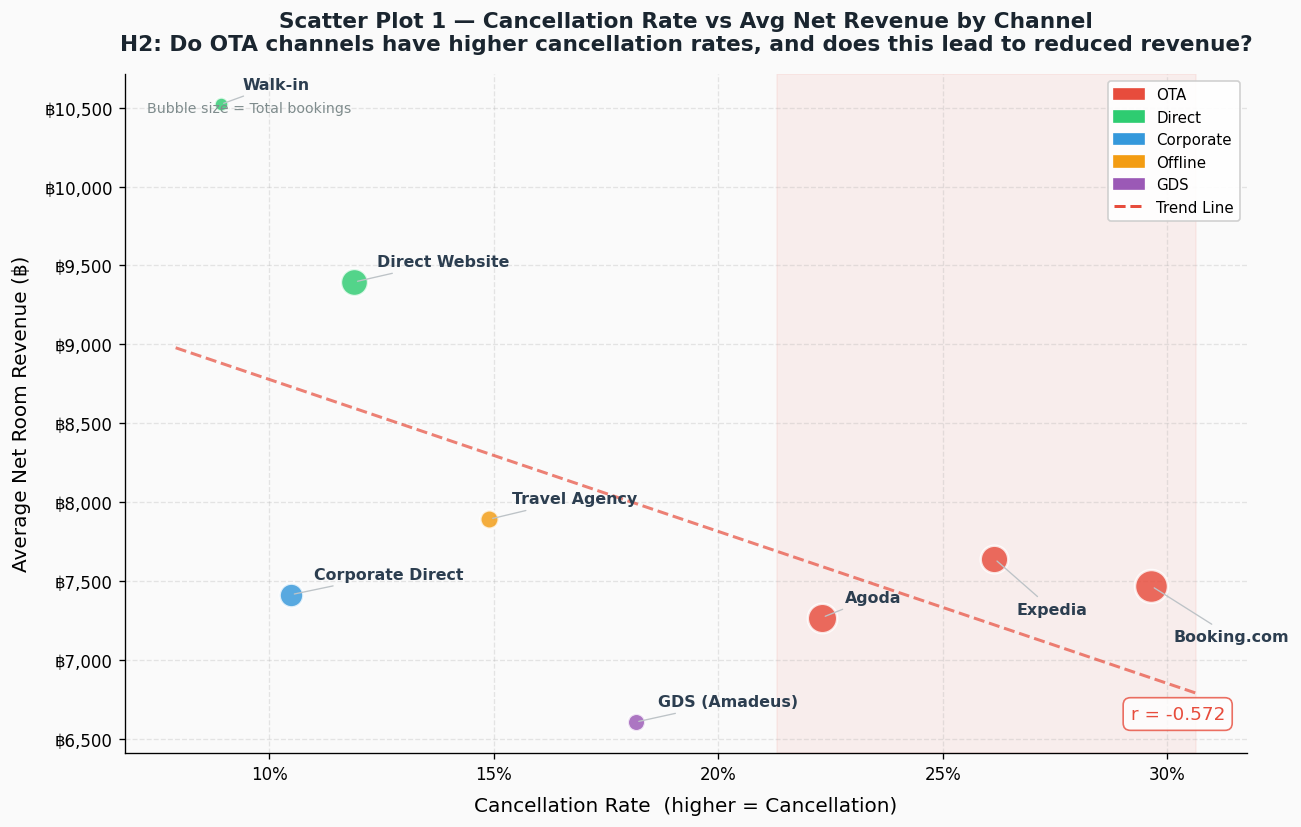 Scatter Plot 1 — Cancellation Rate vs Avg Net Revenue by Channel
H2: Do OTA channels have higher cancellation rates, and does this lead to reduced revenue?
Walk-in
Bubble size = Total bookings
OTA
Direct
Corporate
Offline
GDS
Trend Line
Direct Website
Travel Agency
Corporate Direct
Agoda
Expedia
Booking.com
GDS (Amadeus)
r = -0.572
฿10,500
฿10,000
฿9,500
฿9,000
฿8,500
฿8,000
฿7,500
฿7,000
฿6,500
Average Net Room Revenue (฿)
10%
15%
20%
25%
30%
Cancellation Rate  (higher = Cancellation)